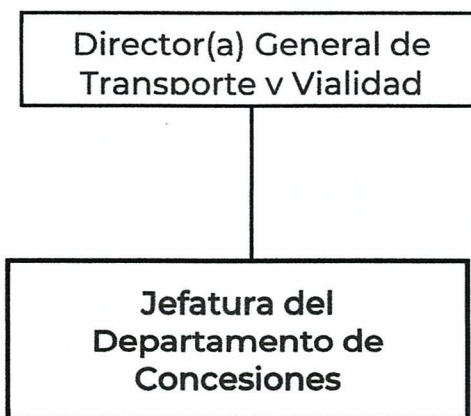 Director(a) General de
Transporte y Vialidad
Jefatura del
Departamento de
Concesiones